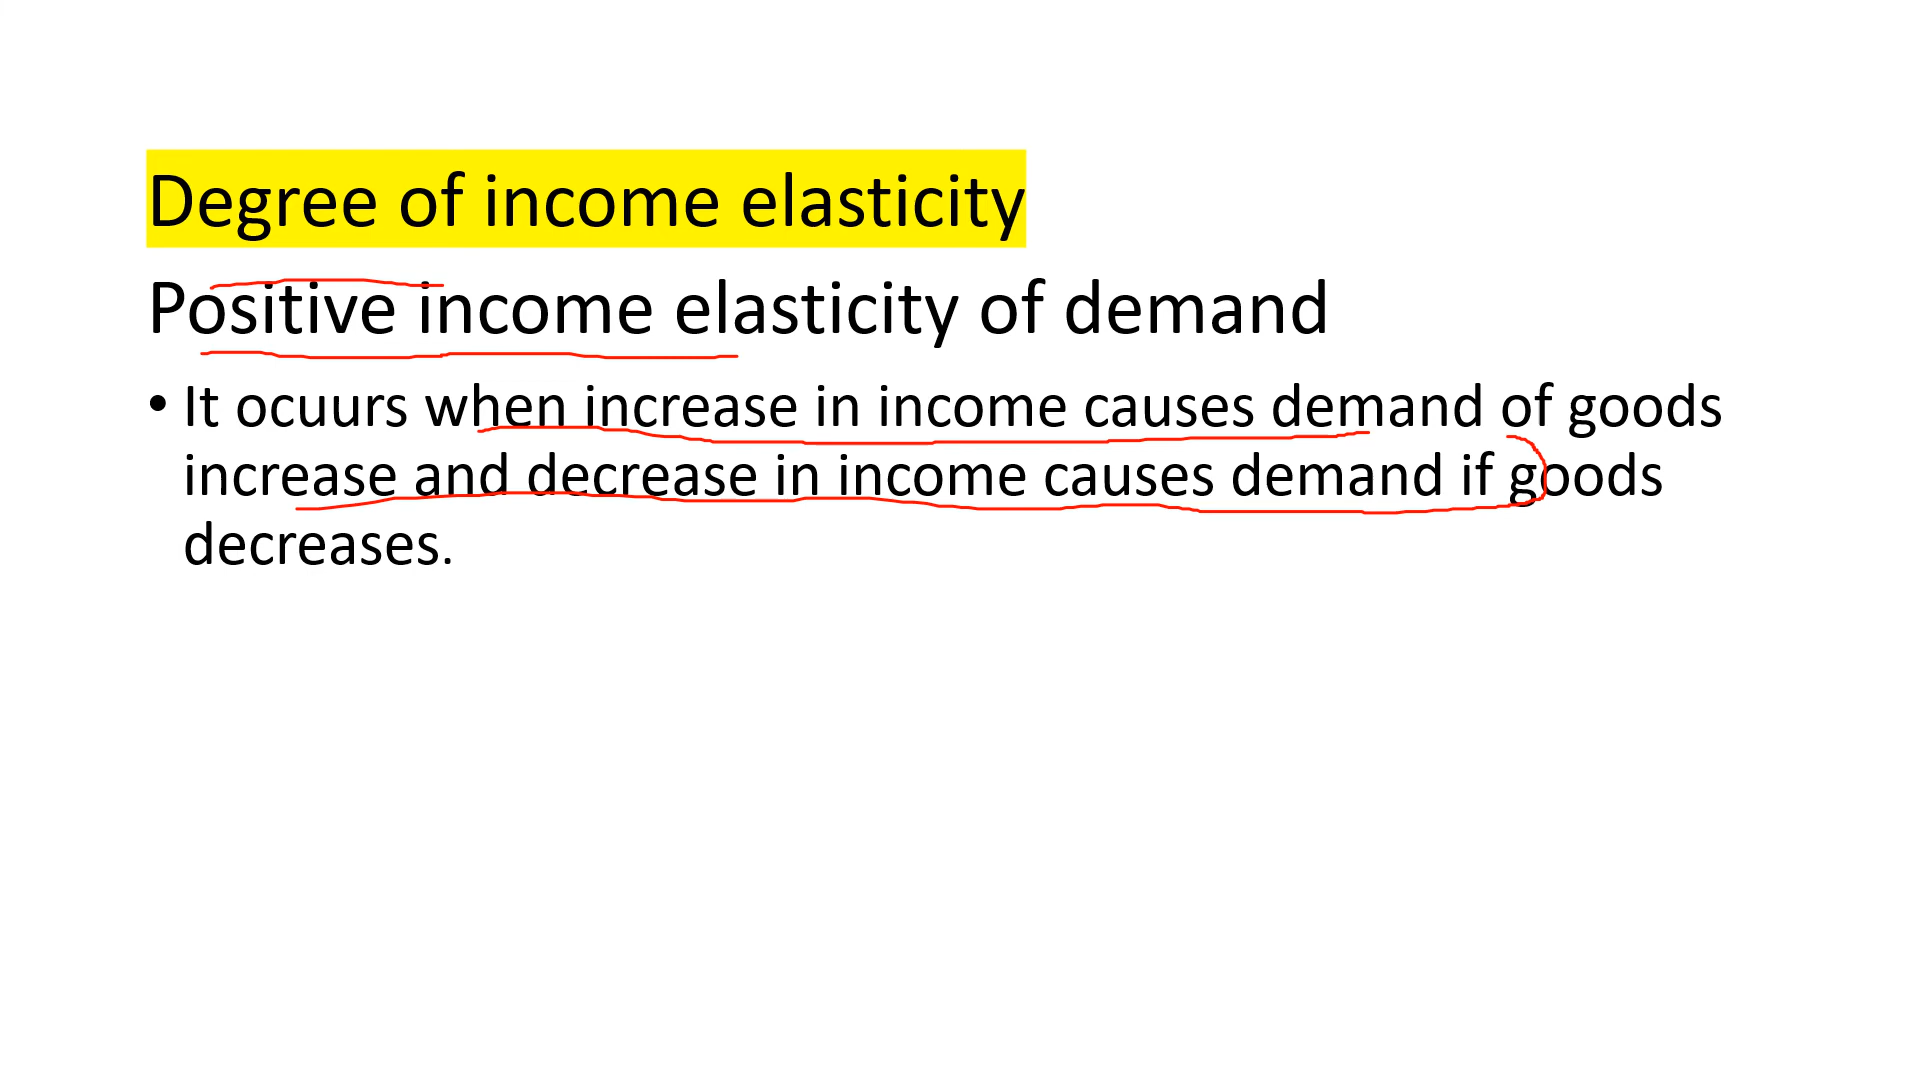 Degree of income elasticity
Positive income elasticity of demand
• It ocuurs when increase in income causes demand of goods
increase and decrease in income causes demand if goods
decreases.